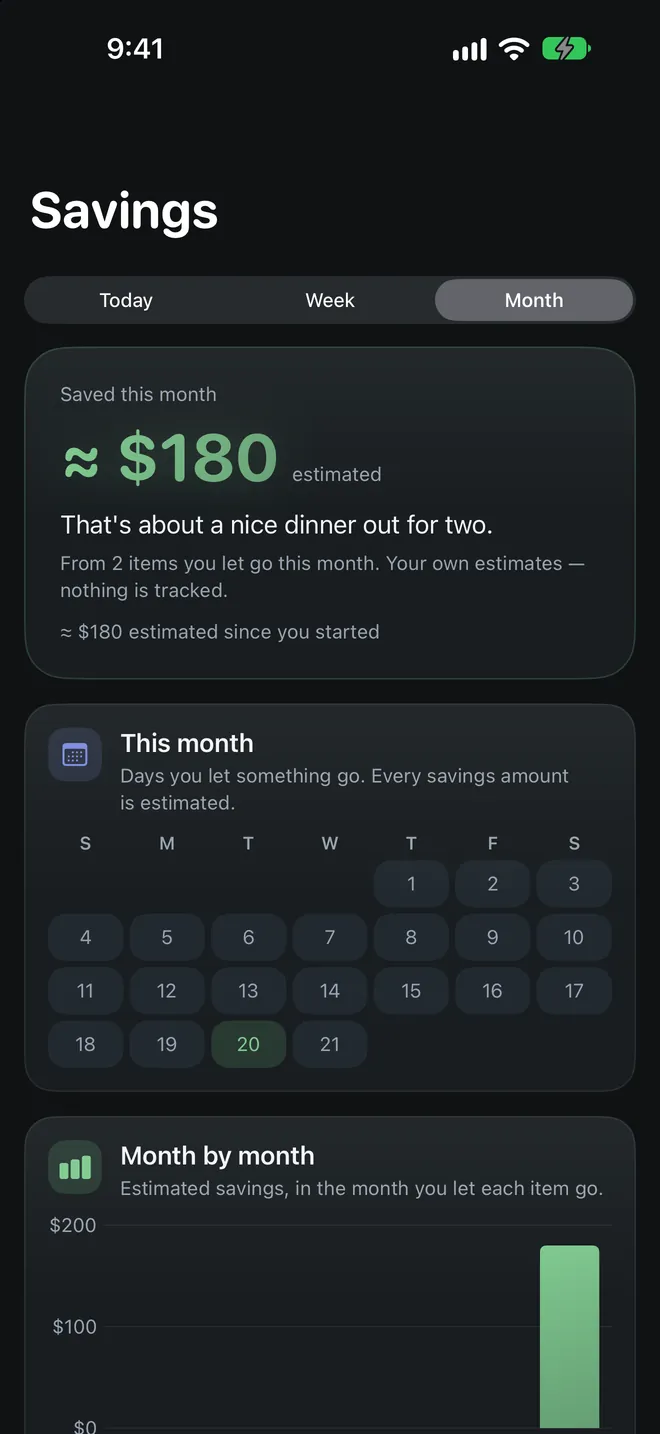 9:41
Savings
Today Week Month
Saved this month
≈ $180 estimated
That's about a nice dinner out for two.
From 2 items you let go this month. Your own estimates —
nothing is tracked.
≈ $180 estimated since you started
This month
Days you let something go. Every savings amount
is estimated.
S M T W T F S
1 2 3
4 5 6 7 8 9 10
11 12 13 14 15 16 17
18 19 20 21
Month by month
Estimated savings, in the month you let each item go.
$200
$100
$0